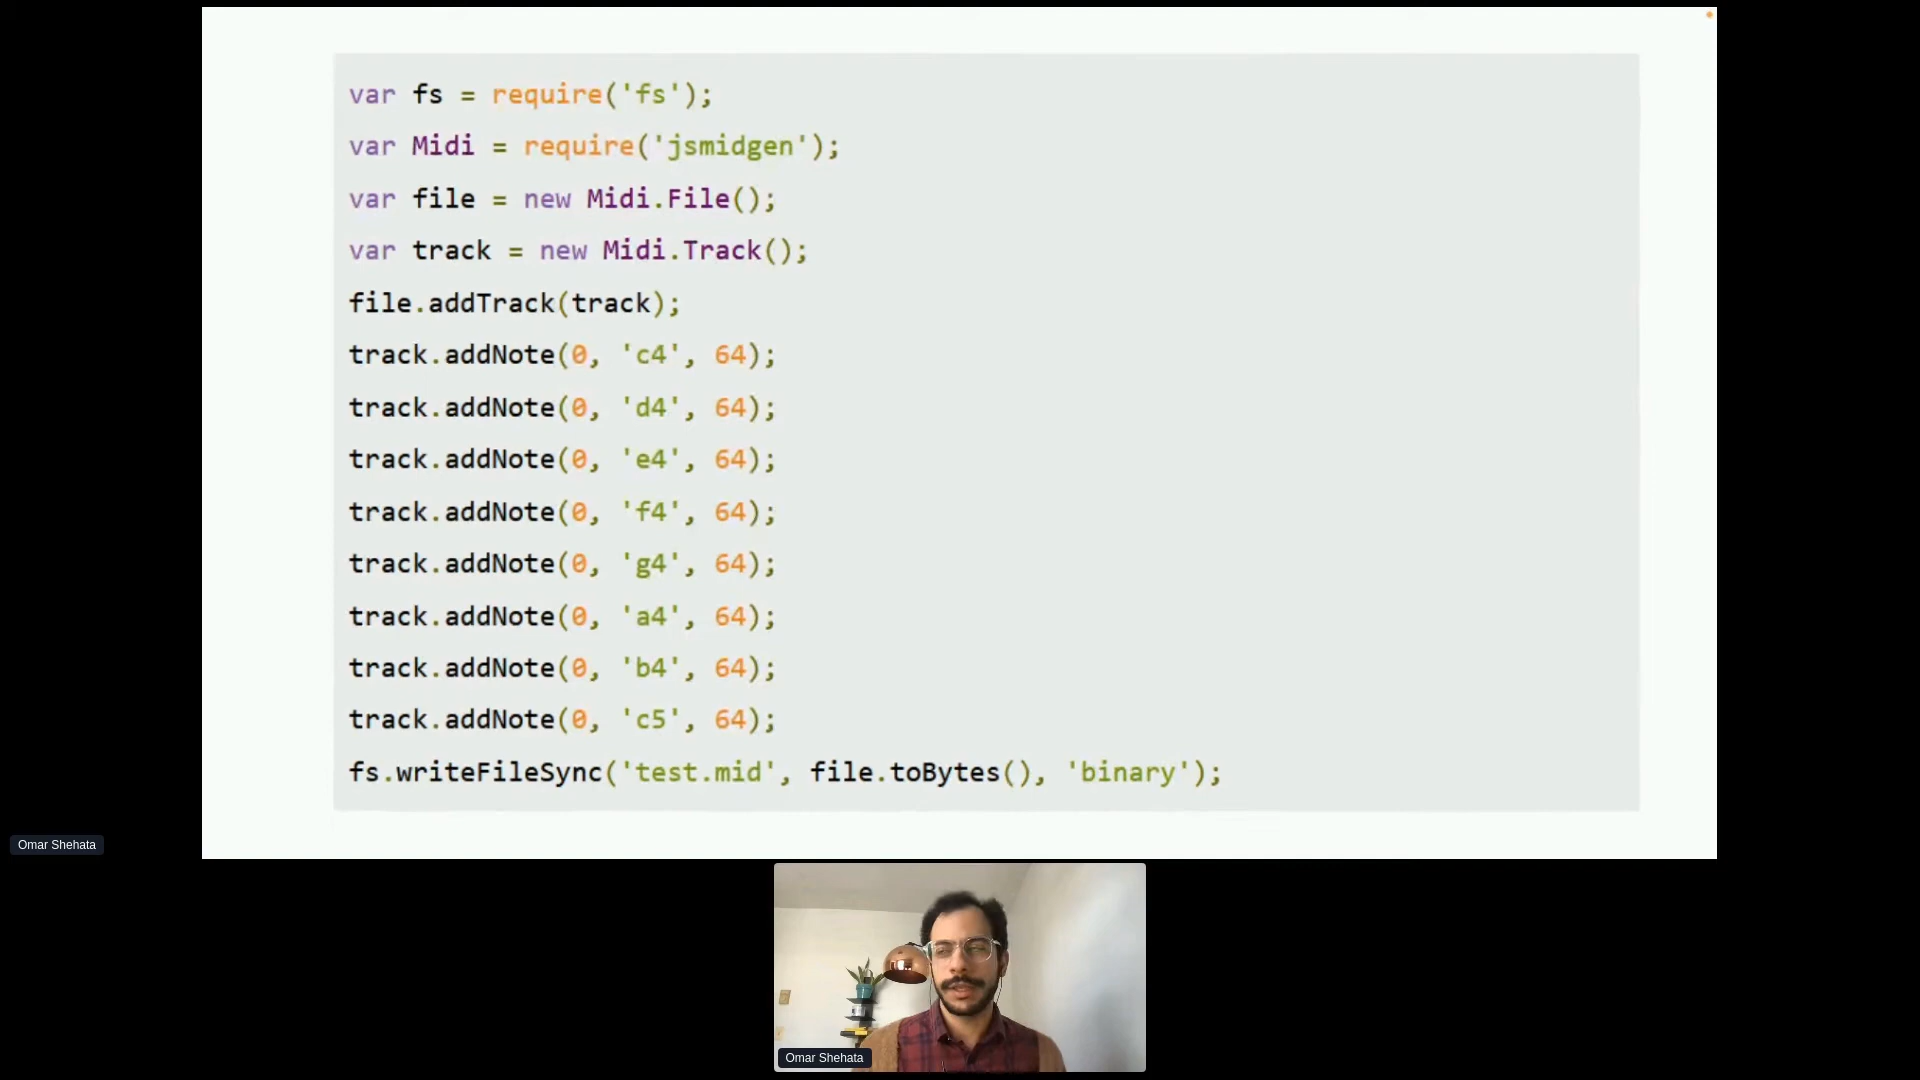 var fs = require('fs');
var Midi = require('jsmidgen');
var file = new Midi.File();
var track = new Midi.Track();
file.addTrack(track);
track.addNote(0, 'c4', 64);
track.addNote(0, 'd4', 64);
track.addNote(0, 'e4', 64);
track.addNote(0, 'f4', 64);
track.addNote(0, 'g4', 64);
track.addNote(0, 'a4', 64);
track.addNote(0, 'b4', 64);
track.addNote(0, 'c5', 64);
fs.writeFileSync('test.mid', file.toBytes(), 'binary');
Omar Shehata
Omar Shehata